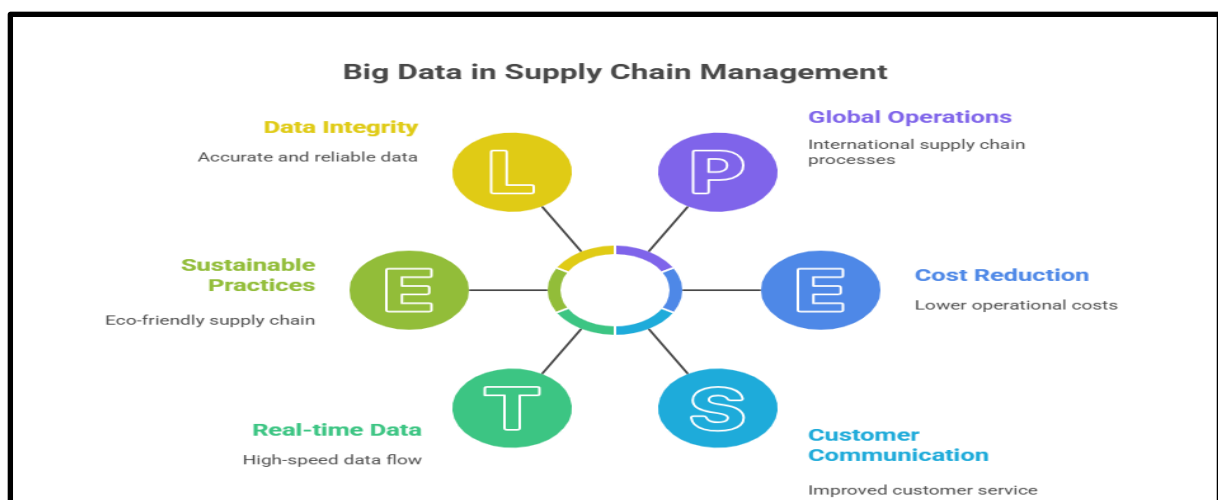 Big Data in Supply Chain Management
Data Integrity
Accurate and reliable data
L
P
Global Operations
International supply chain
processes
Sustainable
Practices
Eco-friendly supply chain
E
E
Cost Reduction
Lower operational costs
Real-time Data
High-speed data flow
T
S
Customer
Communication
Improved customer service